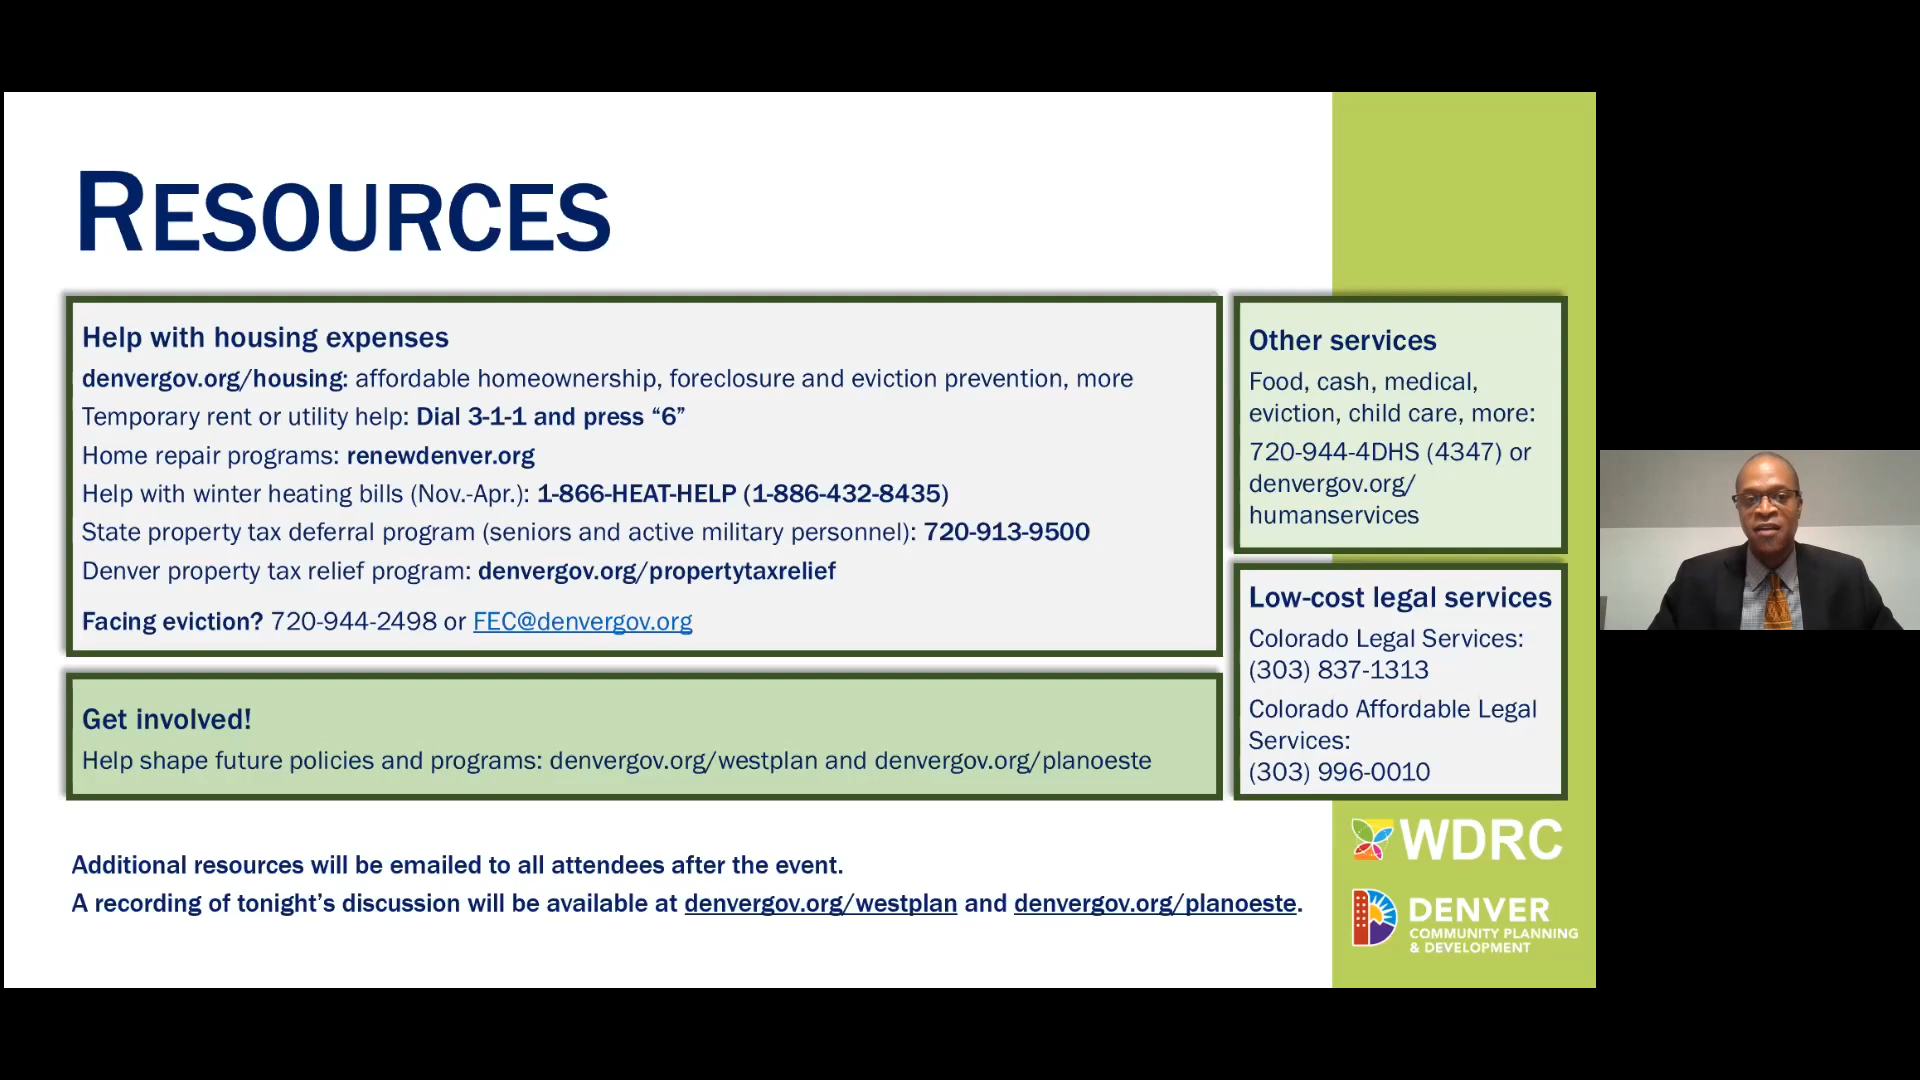 RESOURCES
Help with housing expenses
denvergov.org/housing: affordable homeownership, foreclosure and eviction prevention, more
Temporary rent or utility help: Dial 3-1-1 and press “6”
Home repair programs: renewdenver.org
Help with winter heating bills (Nov.-Apr.): 1-866-HEAT-HELP (1-886-432-8435)
State property tax deferral program (seniors and active military personnel): 720-913-9500
Denver property tax relief program: denvergov.org/propertytaxrelief
Facing eviction? 720-944-2498 or FEC@denvergov.org
Get involved!
Help shape future policies and programs: denvergov.org/westplan and denvergov.org/planoeste
Other services
Food, cash, medical,
eviction, child care, more:
720-944-4DHS (4347) or
denvergov.org/
humanservices
Low-cost legal services
Colorado Legal Services:
(303) 837-1313
Colorado Affordable Legal
Services:
(303) 996-0010
Additional resources will be emailed to all attendees after the event.
A recording of tonight’s discussion will be available at denvergov.org/westplan and denvergov.org/planoeste.
WDRC
DENVER
COMMUNITY PLANNING
& DEVELOPMENT